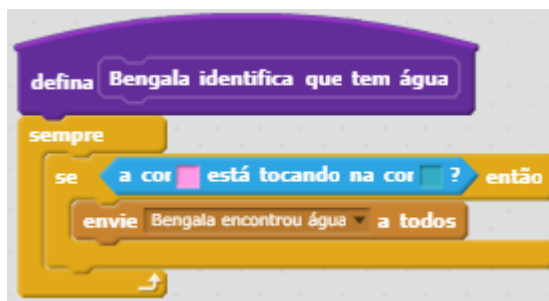 defina Bengala identifica que tem água
sempre
se a cor está tocando na cor ? então
envie Bengala encontrou água a todos